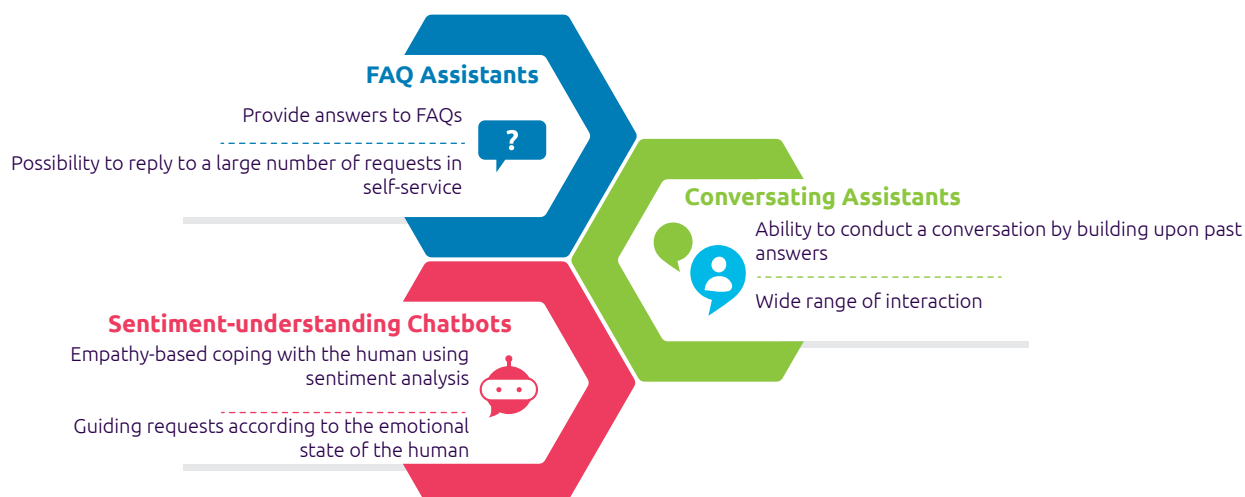 FAQ Assistants
Provide answers to FAQs
?
Possibility to reply to a large number of requests in
self-service
Conversating Assistants
Ability to conduct a conversation by building upon past
answers
Wide range of interaction
Sentiment-understanding Chatbots
Empathy-based coping with the human using
sentiment analysis
Guiding requests according to the emotional
state of the human